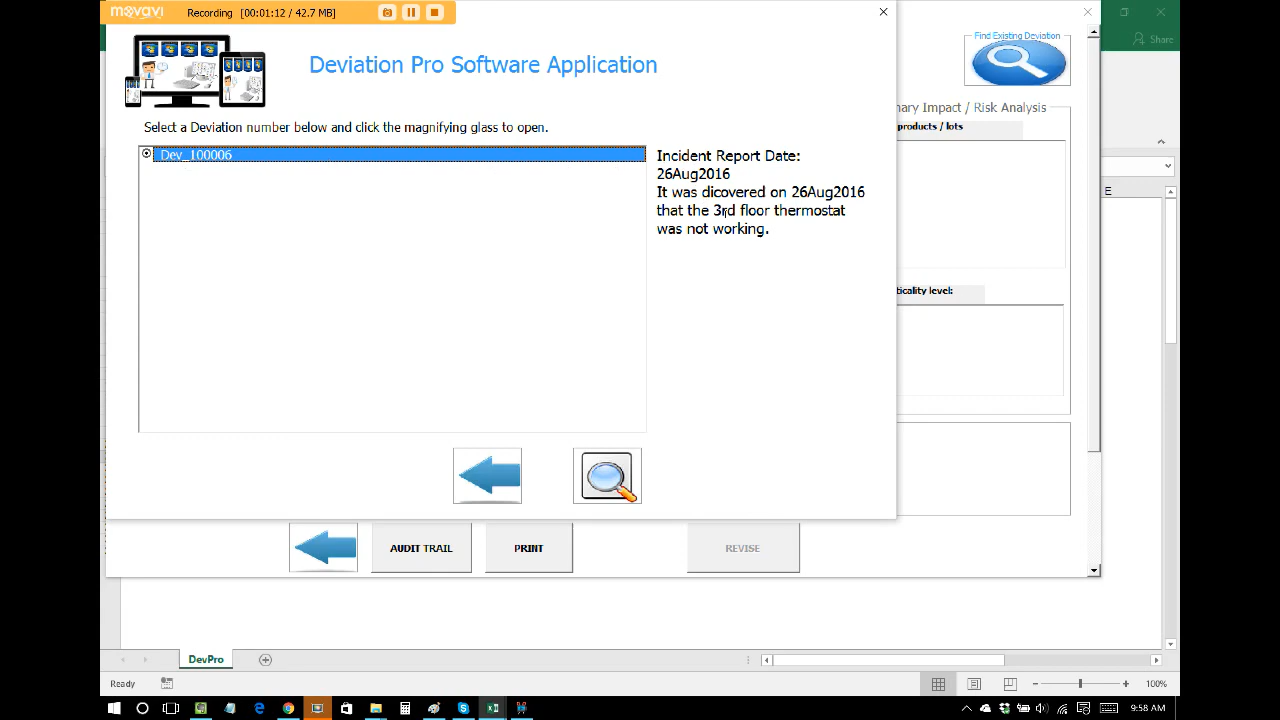 movavi
Recording [00:01:12 / 42.7 MB]
Share
Find Existing Deviation
Deviation Pro Software Application
nary Impact / Risk Analysis
products / lots
Select a Deviation number below and click the magnifying glass to open.
Dev_100006
Incident Report Date:
26Aug2016
It was dicovered on 26Aug2016
that the 3rd floor thermostat
was not working.
E
ticality level:
AUDIT TRAIL
PRINT
REVISE
DevPro
Ready
100%
9:58 AM